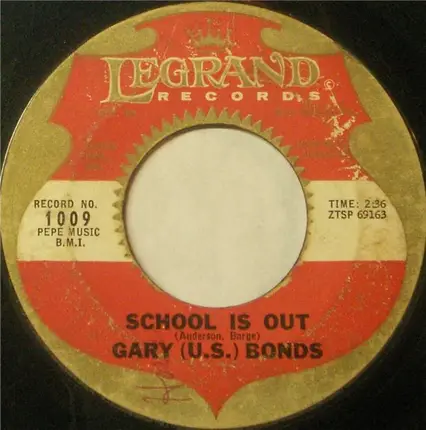 LEGRAND
RECORDS
©
RECORD NO.
1009
PEPE MUSIC
B.M.I.
TIME: 2:36
ZTSP 69163
SCHOOL IS OUT
(Anderson, Barge)
GARY (U.S.) BONDS